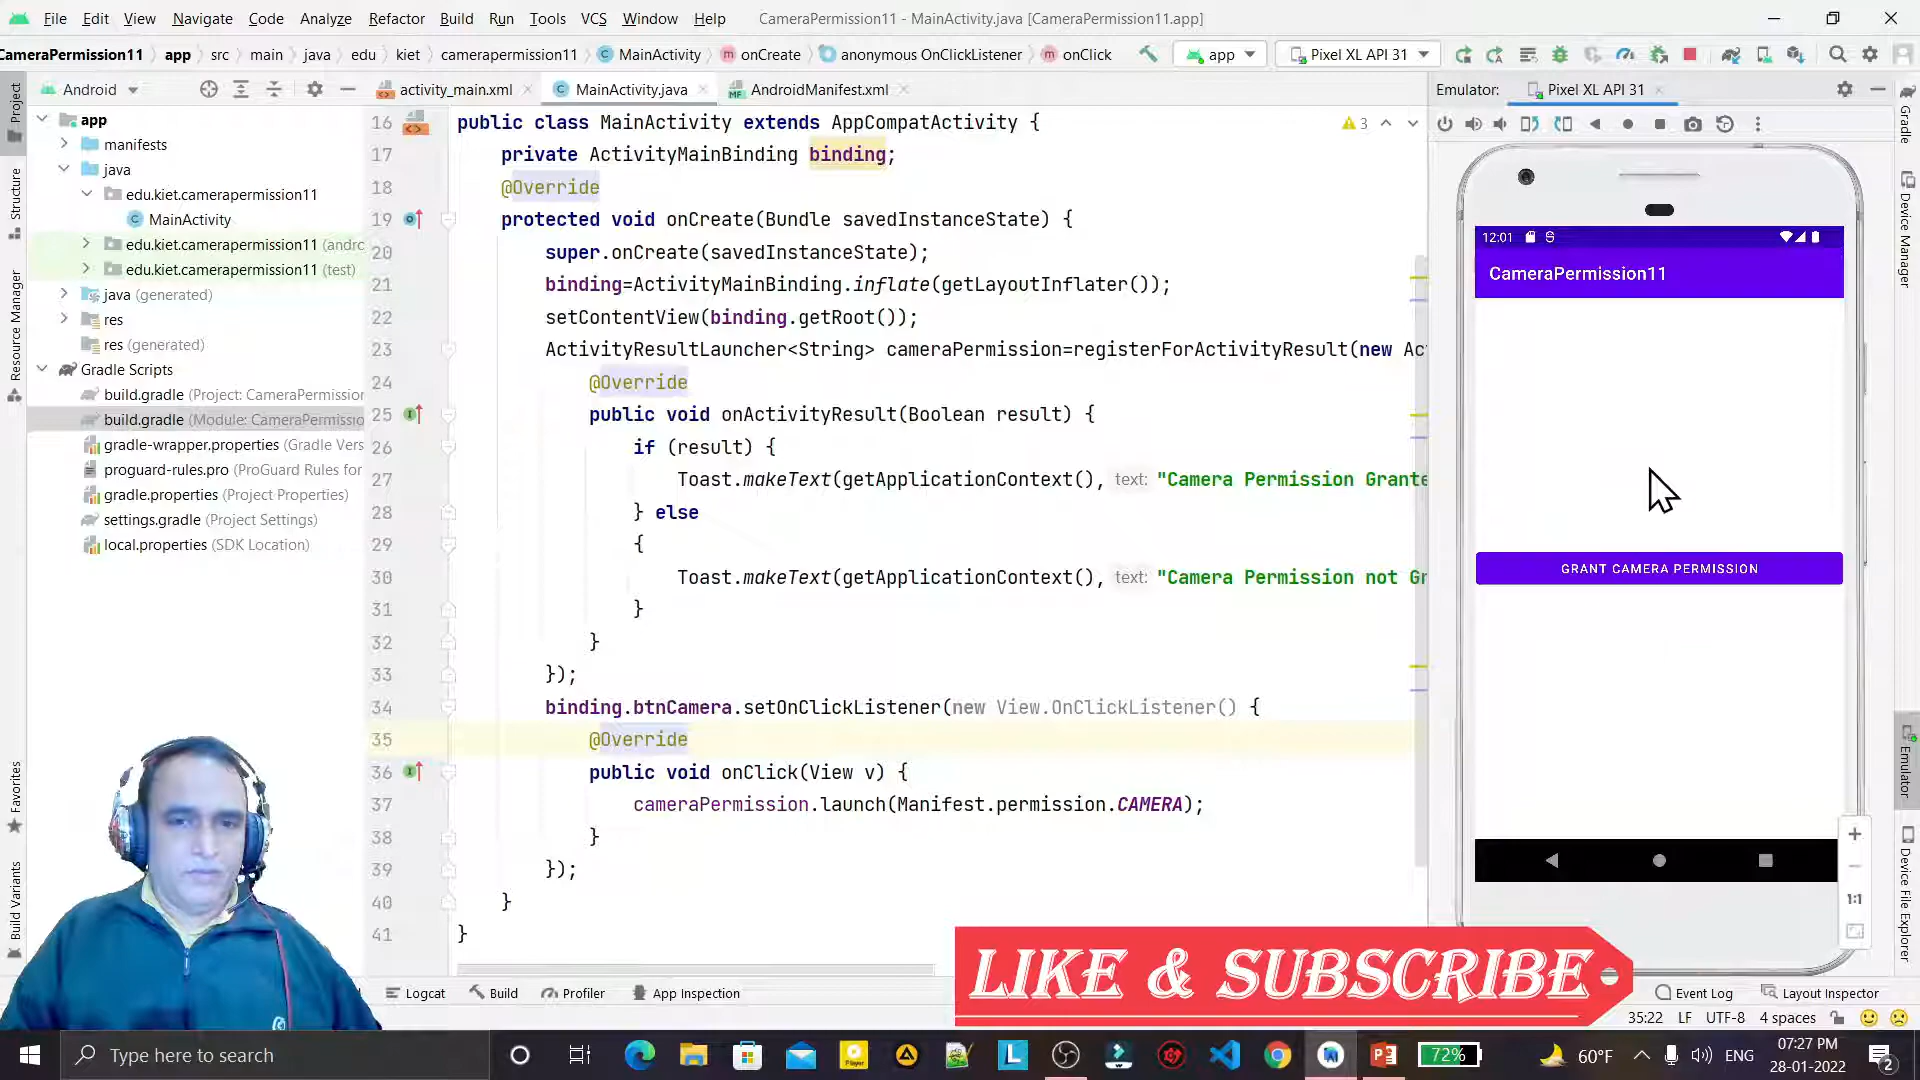 File Edit View Navigate Code Analyze Refactor Build Run Tools VCS Window Help CameraPermission11 - MainActivity.java [CameraPermission11.app]
CameraPermission11 app src main java edu kiet camerapermission11 MainActivity onCreate anonymous OnClickListener onClick app Pixel XL API 31
Android activity_main.xml MainActivity.java AndroidManifest.xml Emulator: Pixel XL API 31
Project
Structure
Resource Manager
Favorites
Build Variants
app
manifests
java
edu.kiet.camerapermission11
MainActivity
edu.kiet.camerapermission11 (andrc
edu.kiet.camerapermission11 (test)
java (generated)
res
res (generated)
Gradle Scripts
build.gradle (Project: CameraPermission
build.gradle (Module: CameraPermissio
gradle-wrapper.properties (Gradle Vers
proguard-rules.pro (ProGuard Rules for
gradle.properties (Project Properties)
settings.gradle (Project Settings)
local.properties (SDK Location)
16 public class MainActivity extends AppCompatActivity {
17 private ActivityMainBinding binding;
18 @Override
19 protected void onCreate(Bundle savedInstanceState) {
20 super.onCreate(savedInstanceState);
21 binding=ActivityMainBinding.inflate(getLayoutInflater());
22 setContentView(binding.getRoot());
23 ActivityResultLauncher<String> cameraPermission=registerForActivityResult(new Ac
24 @Override
25 public void onActivityResult(Boolean result) {
26 if (result) {
27 Toast.makeText(getApplicationContext(), text: "Camera Permission Grante
28 } else
29 {
30 Toast.makeText(getApplicationContext(), text: "Camera Permission not Gr
31 }
32 }
33 });
34 binding.btnCamera.setOnClickListener(new View.OnClickListener() {
35 @Override
36 public void onClick(View v) {
37 cameraPermission.launch(Manifest.permission.CAMERA);
38 }
39 });
40 }
41 }
3
12:01
CameraPermission11
GRANT CAMERA PERMISSION
1:1
Gradle
Device Manager
Emulator
Device File Explorer
LIKE & SUBSCRIBE
Logcat Build Profiler App Inspection Event Log Layout Inspector
35:22 LF UTF-8 4 spaces
Type here to search
72% 60°F ENG
07:27 PM
28-01-2022
2